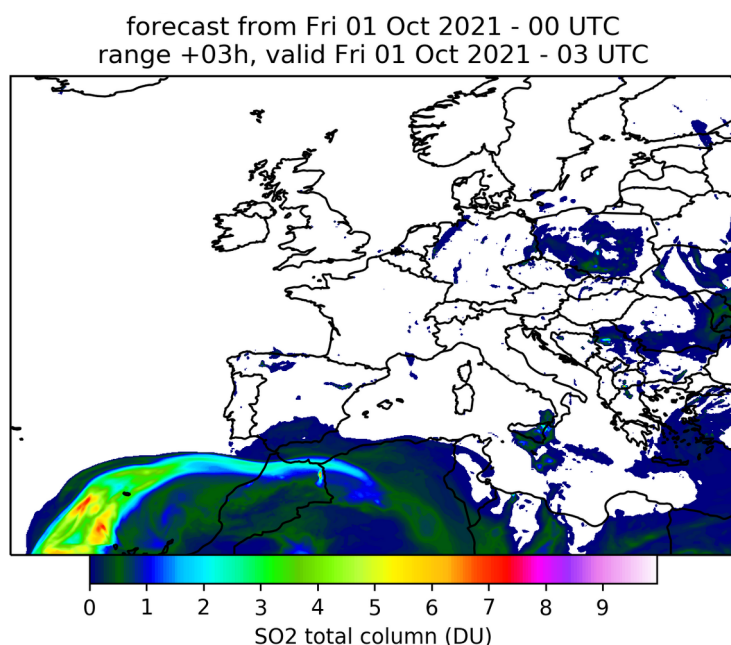 forecast from Fri 01 Oct 2021 - 00 UTC
range +03h, valid Fri 01 Oct 2021 - 03 UTC
0 1 2 3 4 5 6 7 8 9
SO2 total column (DU)